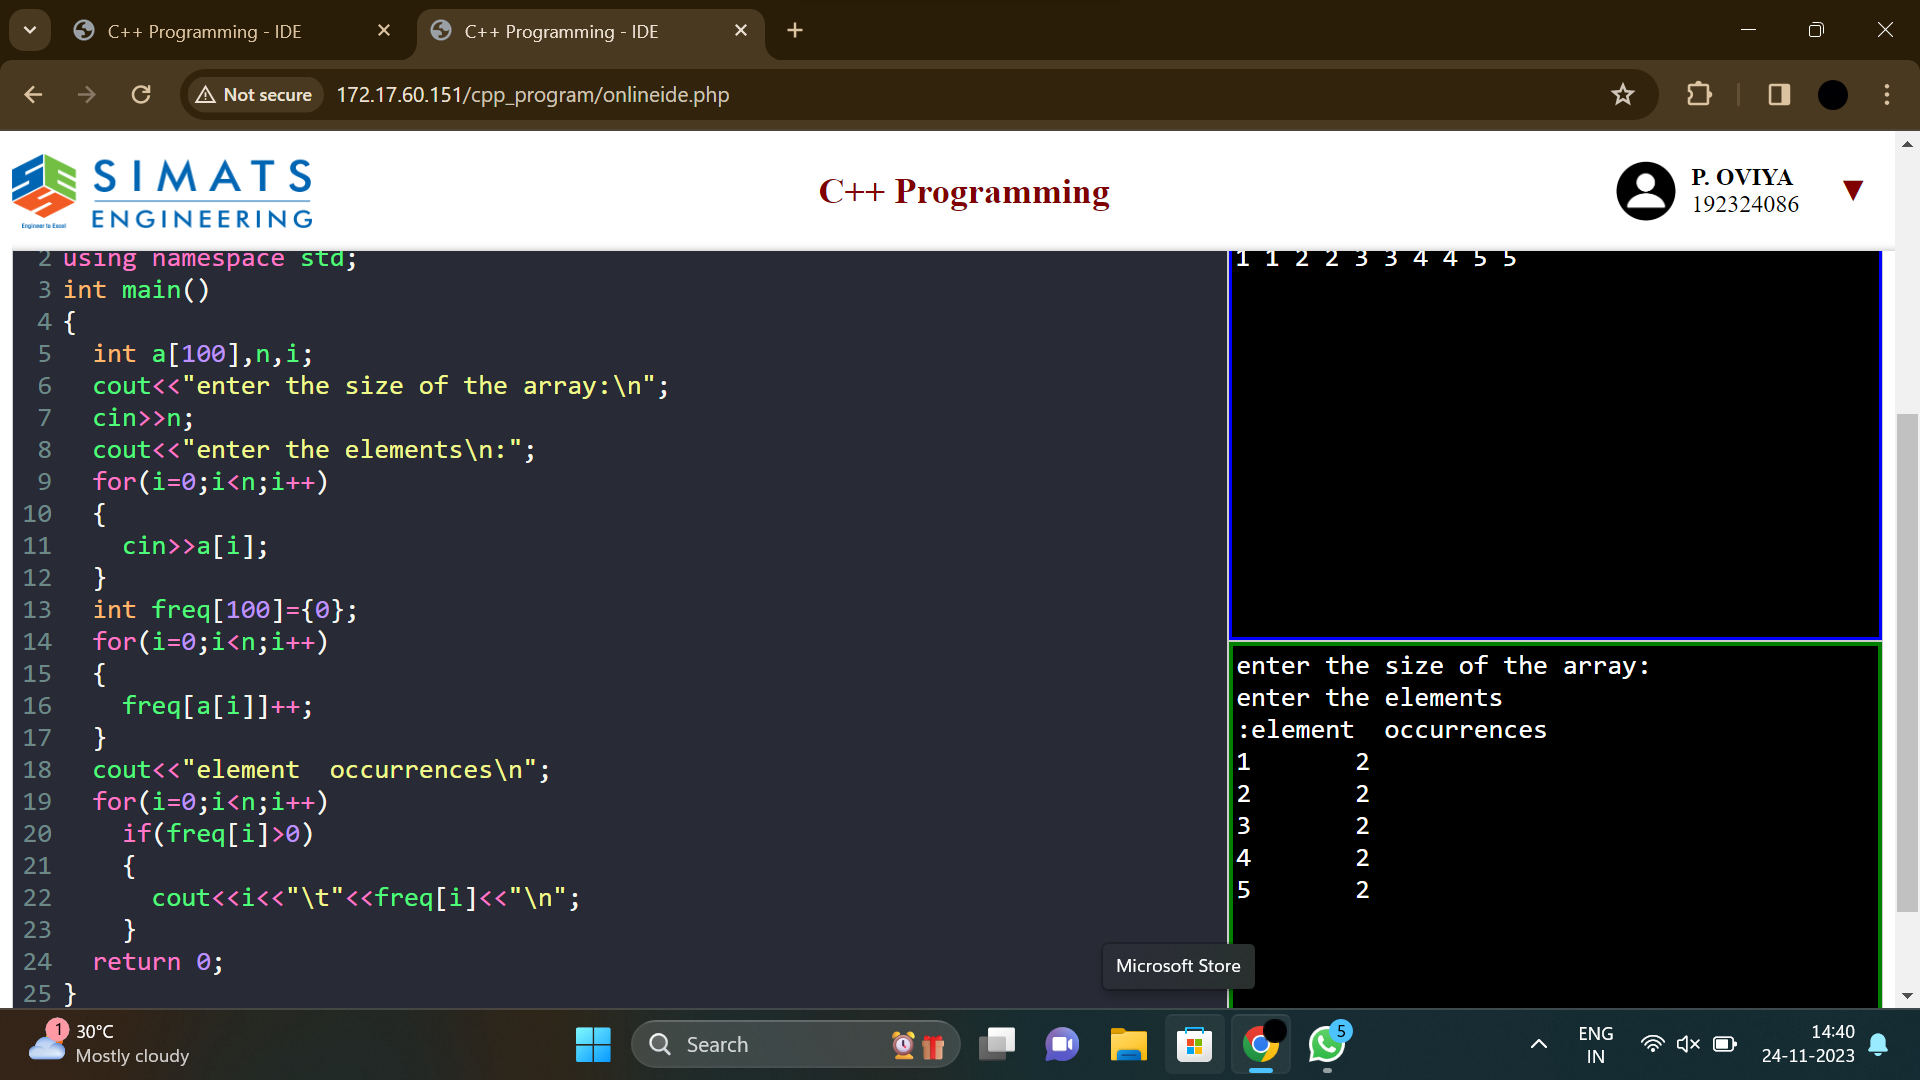 C++ Programming - IDE
C++ Programming - IDE
Not secure
172.17.60.151/cpp_program/onlineide.php
SIMATS
ENGINEERING
Engineer to Excel
C++ Programming
P. OVIYA
192324086
2 using namespace std;
3 int main()
4 {
5   int a[100],n,i;
6   cout<<"enter the size of the array:\n";
7   cin>>n;
8   cout<<"enter the elements\n:";
9   for(i=0;i<n;i++)
10   {
11     cin>>a[i];
12   }
13   int freq[100]={0};
14   for(i=0;i<n;i++)
15   {
16     freq[a[i]]++;
17   }
18   cout<<"element  occurrences\n";
19   for(i=0;i<n;i++)
20     if(freq[i]>0)
21     {
22       cout<<i<<"\t"<<freq[i]<<"\n";
23     }
24   return 0;
25 }
1 1 2 2 3 3 4 4 5 5
enter the size of the array:
enter the elements
:element  occurrences
1       2
2       2
3       2
4       2
5       2
Microsoft Store
1
30°C
Mostly cloudy
Search
5
ENG
IN
14:40
24-11-2023